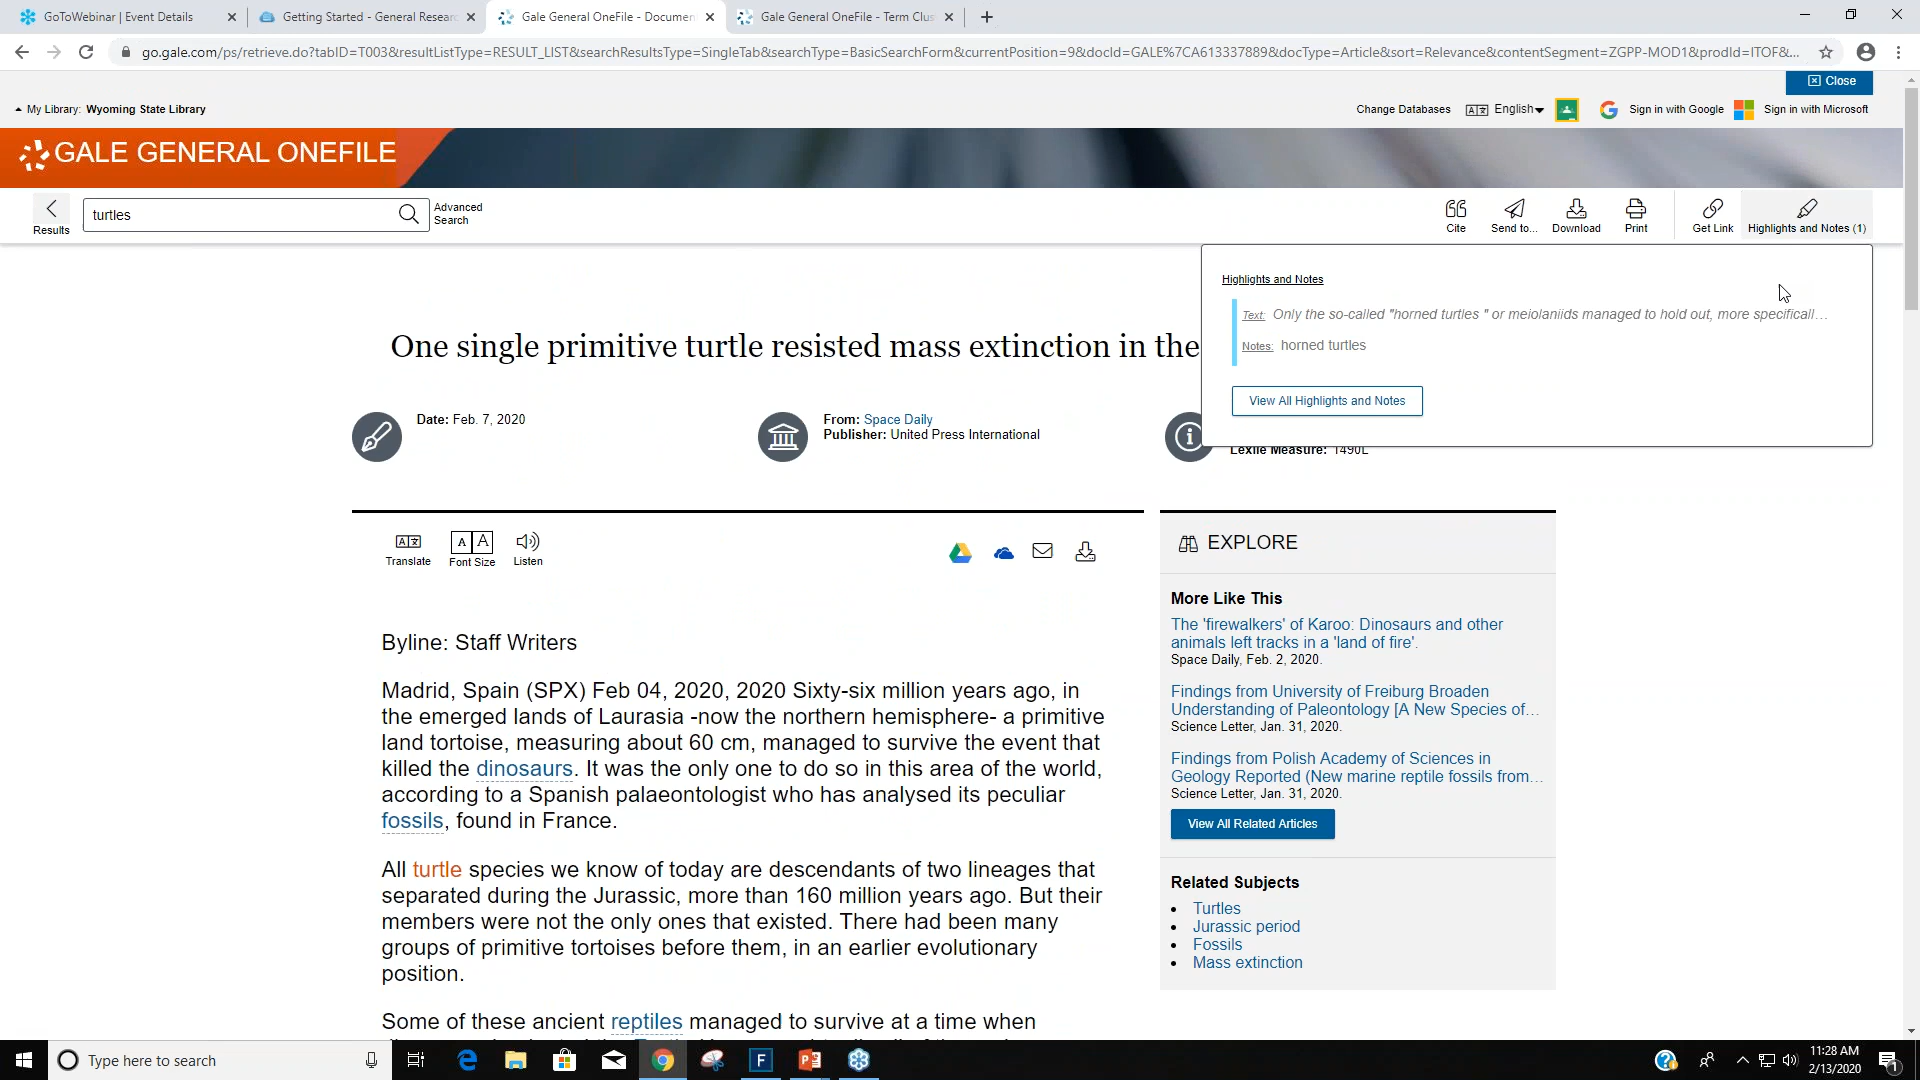 GoToWebinar | Event Details
Getting Started - General Resear
Gale General OneFile - Documen
Gale General OneFile - Term Clus
go.gale.com/ps/retrieve.do?tabID=T003&resultListType=RESULT_LIST&searchResultsType=SingleTab&searchType=BasicSearchForm&currentPosition=9&docId=GALE%7CA613337889&docType=Article&sort=Relevance&contentSegment=ZGPP-MOD1&prodId=ITOF&...
Close
My Library: Wyoming State Library
Change Databases
English
Sign in with Google
Sign in with Microsoft
GALE GENERAL ONEFILE
Results
turtles
Advanced
Search
Cite
Send to...
Download
Print
Get Link
Highlights and Notes (1)
Highlights and Notes
Text: Only the so-called "horned turtles " or meiolaniids managed to hold out, more specificall...
Notes: horned turtles
View All Highlights and Notes
One single primitive turtle resisted mass extinction in the
Date: Feb. 7, 2020
From: Space Daily
Publisher: United Press International
Lexile Measure: 1490L
Translate
A A
Font Size
Listen
EXPLORE
More Like This
The 'firewalkers' of Karoo: Dinosaurs and other
animals left tracks in a 'land of fire'.
Space Daily, Feb. 2, 2020.
Findings from University of Freiburg Broaden
Understanding of Paleontology [A New Species of...
Science Letter, Jan. 31, 2020.
Findings from Polish Academy of Sciences in
Geology Reported (New marine reptile fossils from...
Science Letter, Jan. 31, 2020.
View All Related Articles
Related Subjects
Turtles
Jurassic period
Fossils
Mass extinction
Byline: Staff Writers
Madrid, Spain (SPX) Feb 04, 2020, 2020 Sixty-six million years ago, in
the emerged lands of Laurasia -now the northern hemisphere- a primitive
land tortoise, measuring about 60 cm, managed to survive the event that
killed the dinosaurs. It was the only one to do so in this area of the world,
according to a Spanish palaeontologist who has analysed its peculiar
fossils, found in France.
All turtle species we know of today are descendants of two lineages that
separated during the Jurassic, more than 160 million years ago. But their
members were not the only ones that existed. There had been many
groups of primitive tortoises before them, in an earlier evolutionary
position.
Some of these ancient reptiles managed to survive at a time when
Type here to search
11:28 AM
2/13/2020